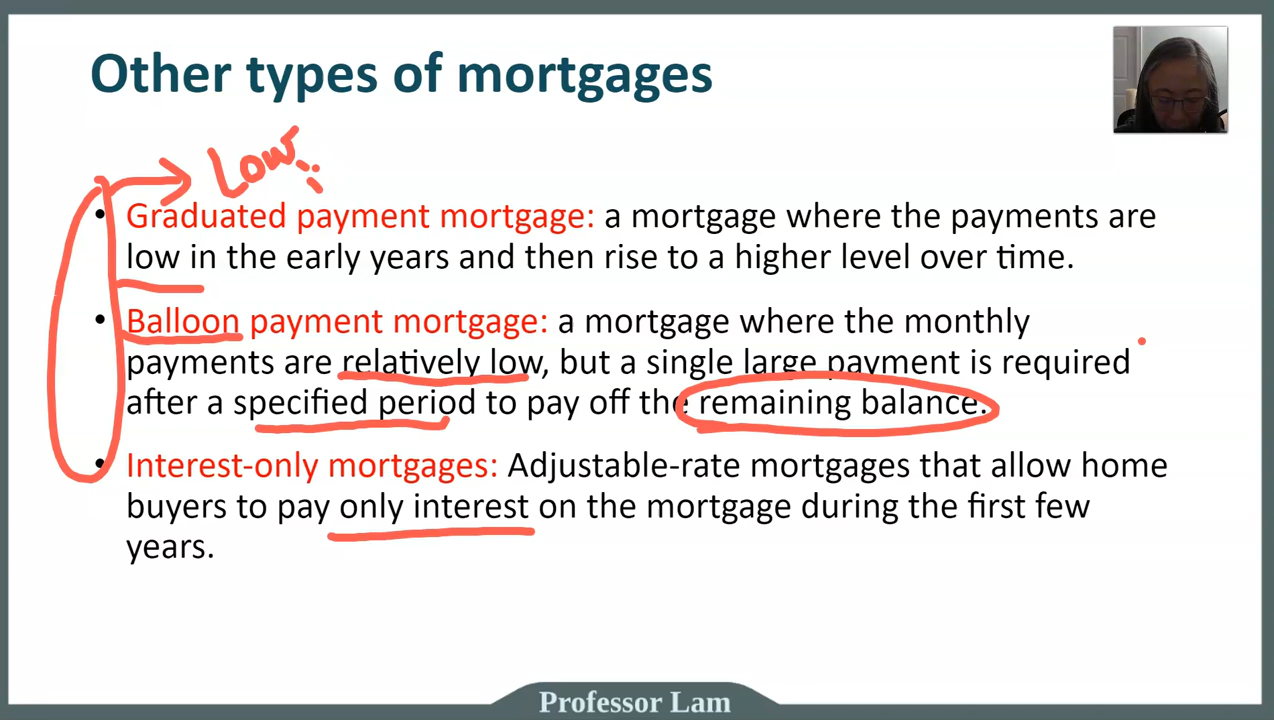 Other types of mortgages
Low
• Graduated payment mortgage: a mortgage where the payments are
low in the early years and then rise to a higher level over time.
• Balloon payment mortgage: a mortgage where the monthly
payments are relatively low, but a single large payment is required
after a specified period to pay off the remaining balance.
• Interest-only mortgages: Adjustable-rate mortgages that allow home
buyers to pay only interest on the mortgage during the first few
years.
Professor Lam